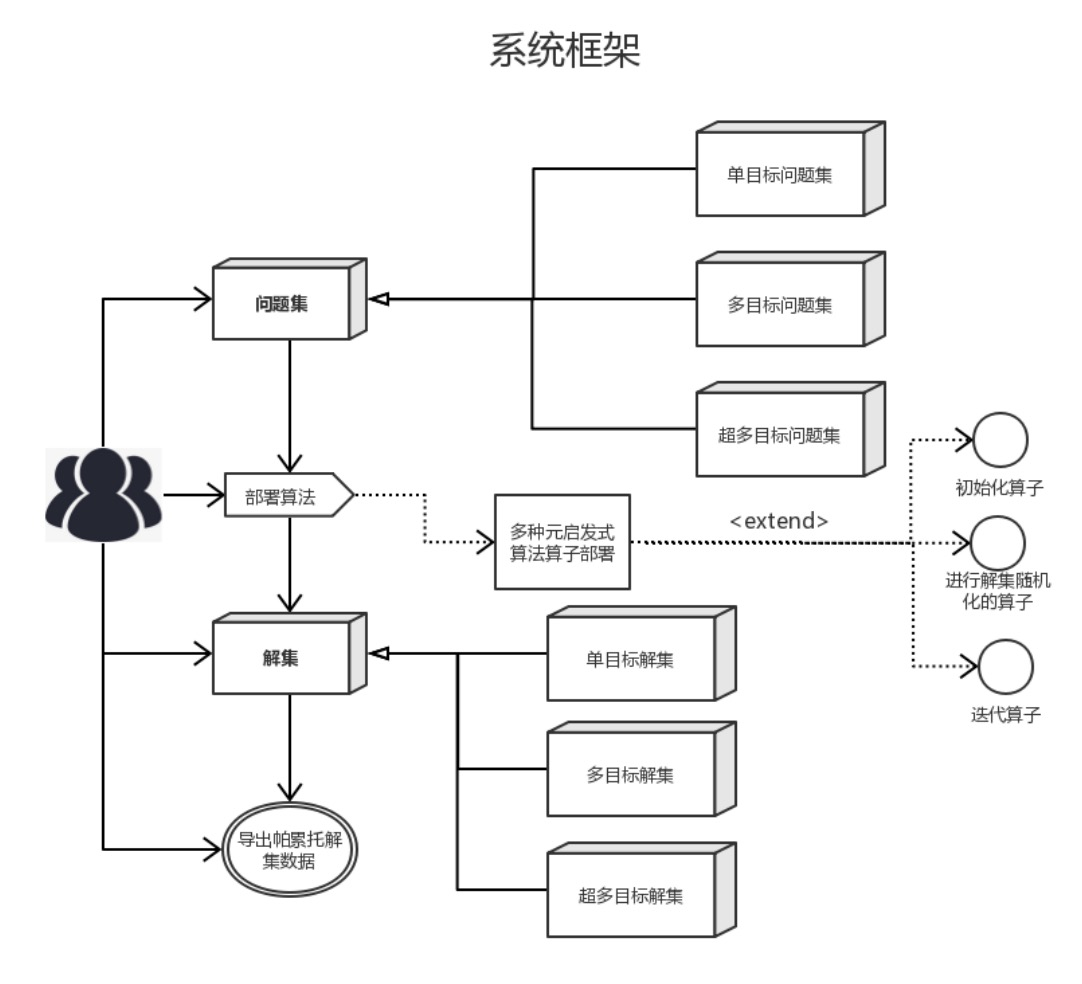 系统框架
单目标问题集
问题集
多目标问题集
超多目标问题集
初始化算子
部署算法
多种元启发式
算法算子部署
<extend>
进行解集随机
化的算子
解集
单目标解集
迭代算子
多目标解集
导出帕累托解
集数据
超多目标解集